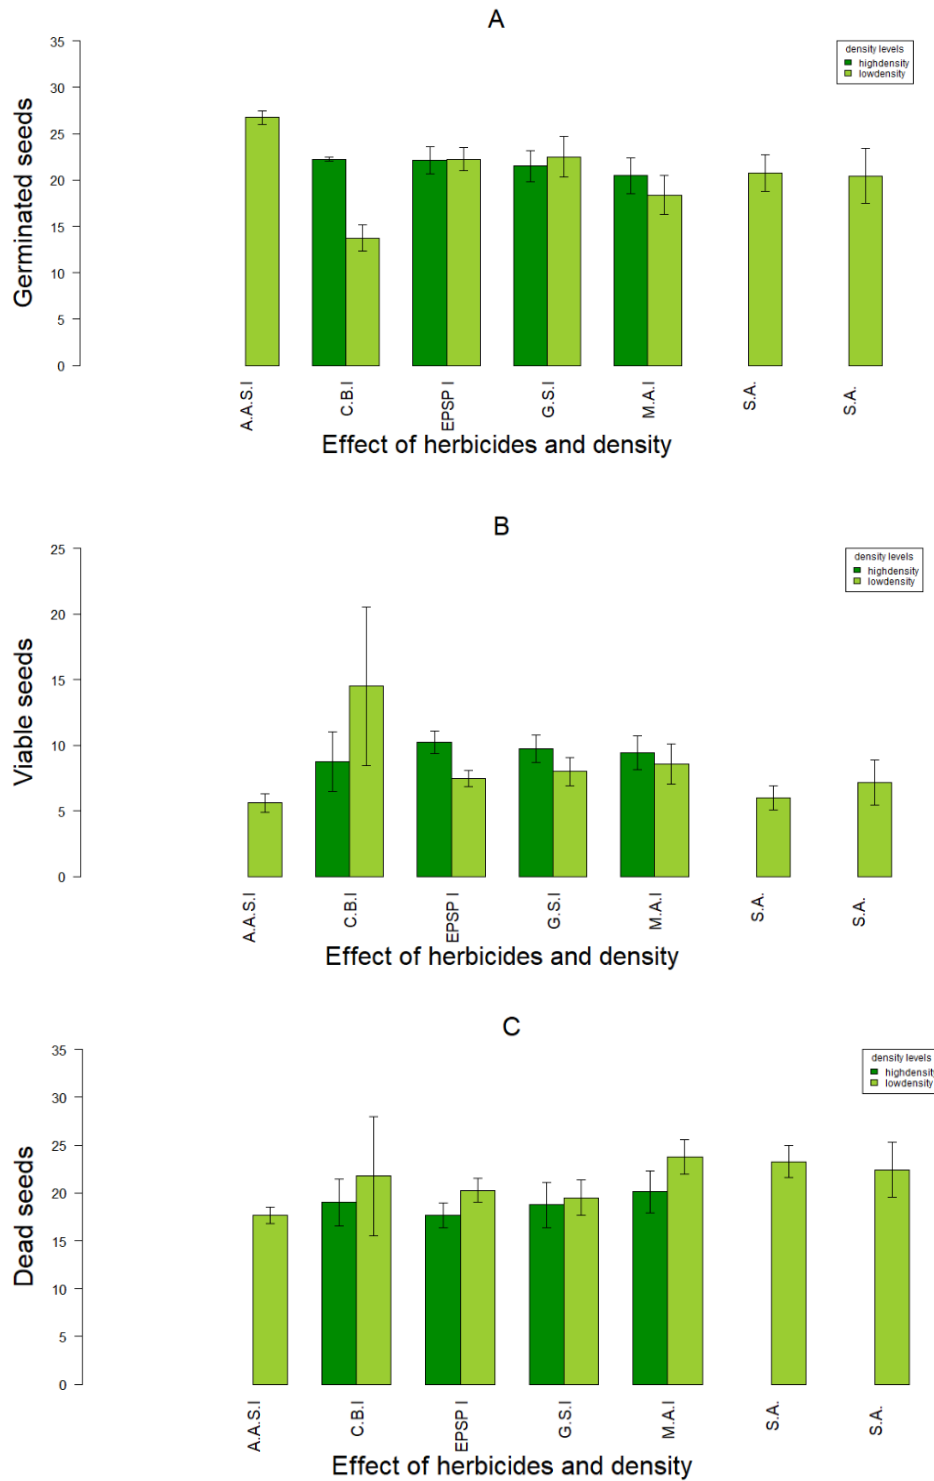 A
density levels
highdensity
lowdensity
Germinated seeds
35
30
25
20
15
10
5
0
A.A.S.I
C.B.I
EPSP I
G.S.I
M.A.I
S.A.
S.A.
Effect of herbicides and density
B
density levels
highdensity
lowdensity
Viable seeds
25
20
15
10
5
0
A.A.S.I
C.B.I
EPSP I
G.S.I
M.A.I
S.A.
S.A.
Effect of herbicides and density
C
density levels
highdensity
lowdensity
Dead seeds
35
30
25
20
15
10
5
0
A.A.S.I
C.B.I
EPSP I
G.S.I
M.A.I
S.A.
S.A.
Effect of herbicides and density